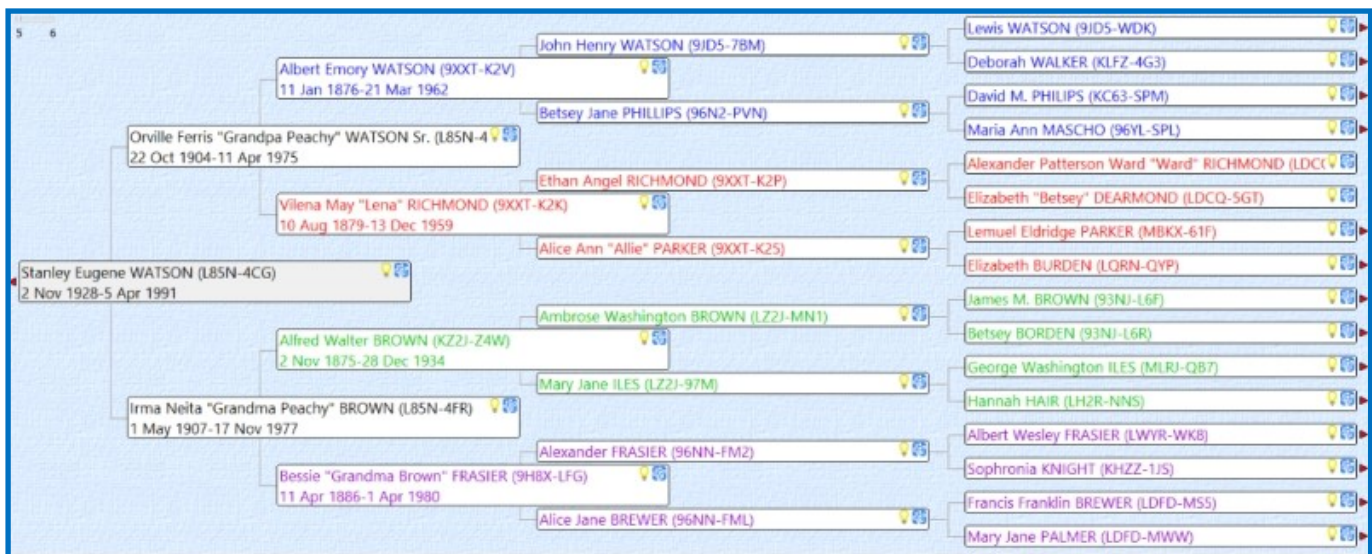 5 6
Stanley Eugene WATSON (L85N-4CG)
2 Nov 1928-5 Apr 1991
Orville Ferris "Grandpa Peachy" WATSON Sr. (L85N-4
22 Oct 1904-11 Apr 1975
Irma Neita "Grandma Peachy" BROWN (L85N-4FR)
1 May 1907-17 Nov 1977
Albert Emory WATSON (9XXT-K2V)
11 Jan 1876-21 Mar 1962
Vilena May "Lena" RICHMOND (9XXT-K2K)
10 Aug 1879-13 Dec 1959
Alfred Walter BROWN (KZ2J-Z4W)
2 Nov 1875-28 Dec 1934
Bessie "Grandma Brown" FRASIER (9H8X-LFG)
11 Apr 1886-1 Apr 1980
John Henry WATSON (9JD5-7BM)
Betsey Jane PHILLIPS (96N2-PVN)
Ethan Angel RICHMOND (9XXT-K2P)
Alice Ann "Allie" PARKER (9XXT-K25)
Ambrose Washington BROWN (LZ2J-MN1)
Mary Jane ILES (LZ2J-97M)
Alexander FRASIER (96NN-FM2)
Alice Jane BREWER (96NN-FML)
Lewis WATSON (9JD5-WDK)
Deborah WALKER (KLFZ-4G3)
David M. PHILIPS (KC63-SPM)
Maria Ann MASCHO (96YL-SPL)
Alexander Patterson Ward "Ward" RICHMOND (LDCQ
Elizabeth "Betsey" DEARMOND (LDCQ-5GT)
Lemuel Eldridge PARKER (MBKX-61F)
Elizabeth BURDEN (LQRN-QYP)
James M. BROWN (93NJ-L6F)
Betsey BORDEN (93NJ-L6R)
George Washington ILES (MLRJ-QB7)
Hannah HAIR (LH2R-NNS)
Albert Wesley FRASIER (LWYR-WK8)
Sophronia KNIGHT (KHZZ-1JS)
Francis Franklin BREWER (LDFD-MS5)
Mary Jane PALMER (LDFD-MWW)